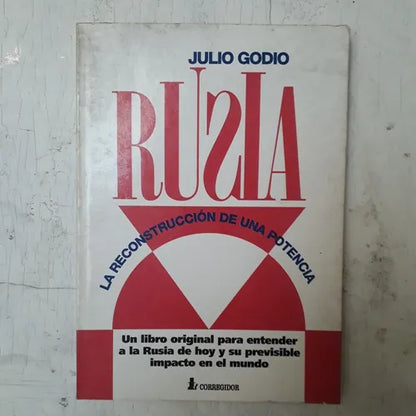 JULIO GODIO
RUSIA
LA RECONSTRUCCIÓN DE UNA POTENCIA
Un libro original para entender
a la Rusia de hoy y su previsible
impacto en el mundo
CORREGIDOR